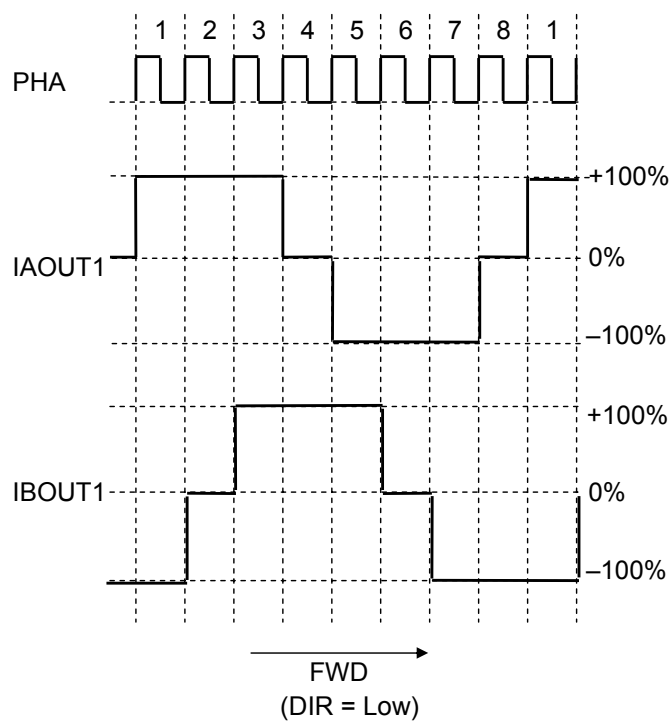 1 2 3 4 5 6 7 8 1
PHA
+100%
IAOUT1
0%
–100%
+100%
IBOUT1
0%
–100%
FWD
(DIR = Low)